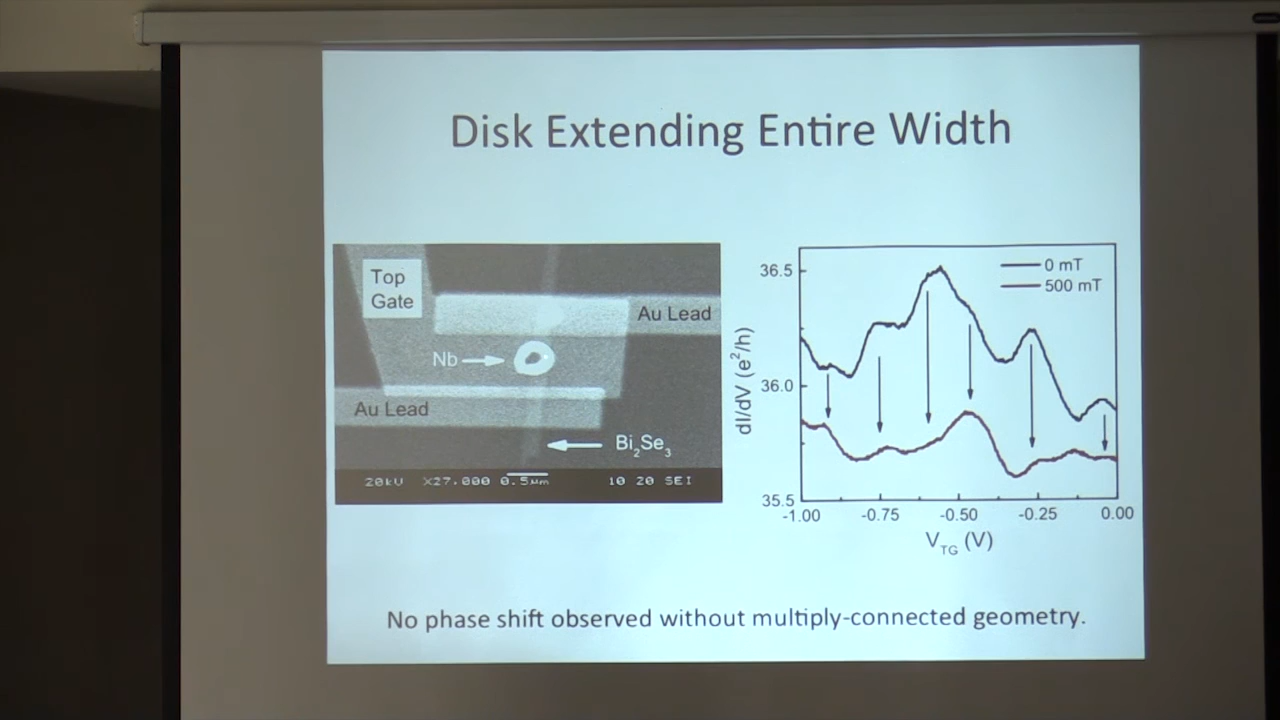 Disk Extending Entire Width
Top
Gate
Au Lead
Nb
Au Lead
Bi2Se3
20kV X27.000 0.5μm 10 20 SEI
dI/dV (e²/h)
36.5
36.0
35.5
0 mT
500 mT
-1.00 -0.75 -0.50 -0.25 0.00
VTG (V)
No phase shift observed without multiply-connected geometry.